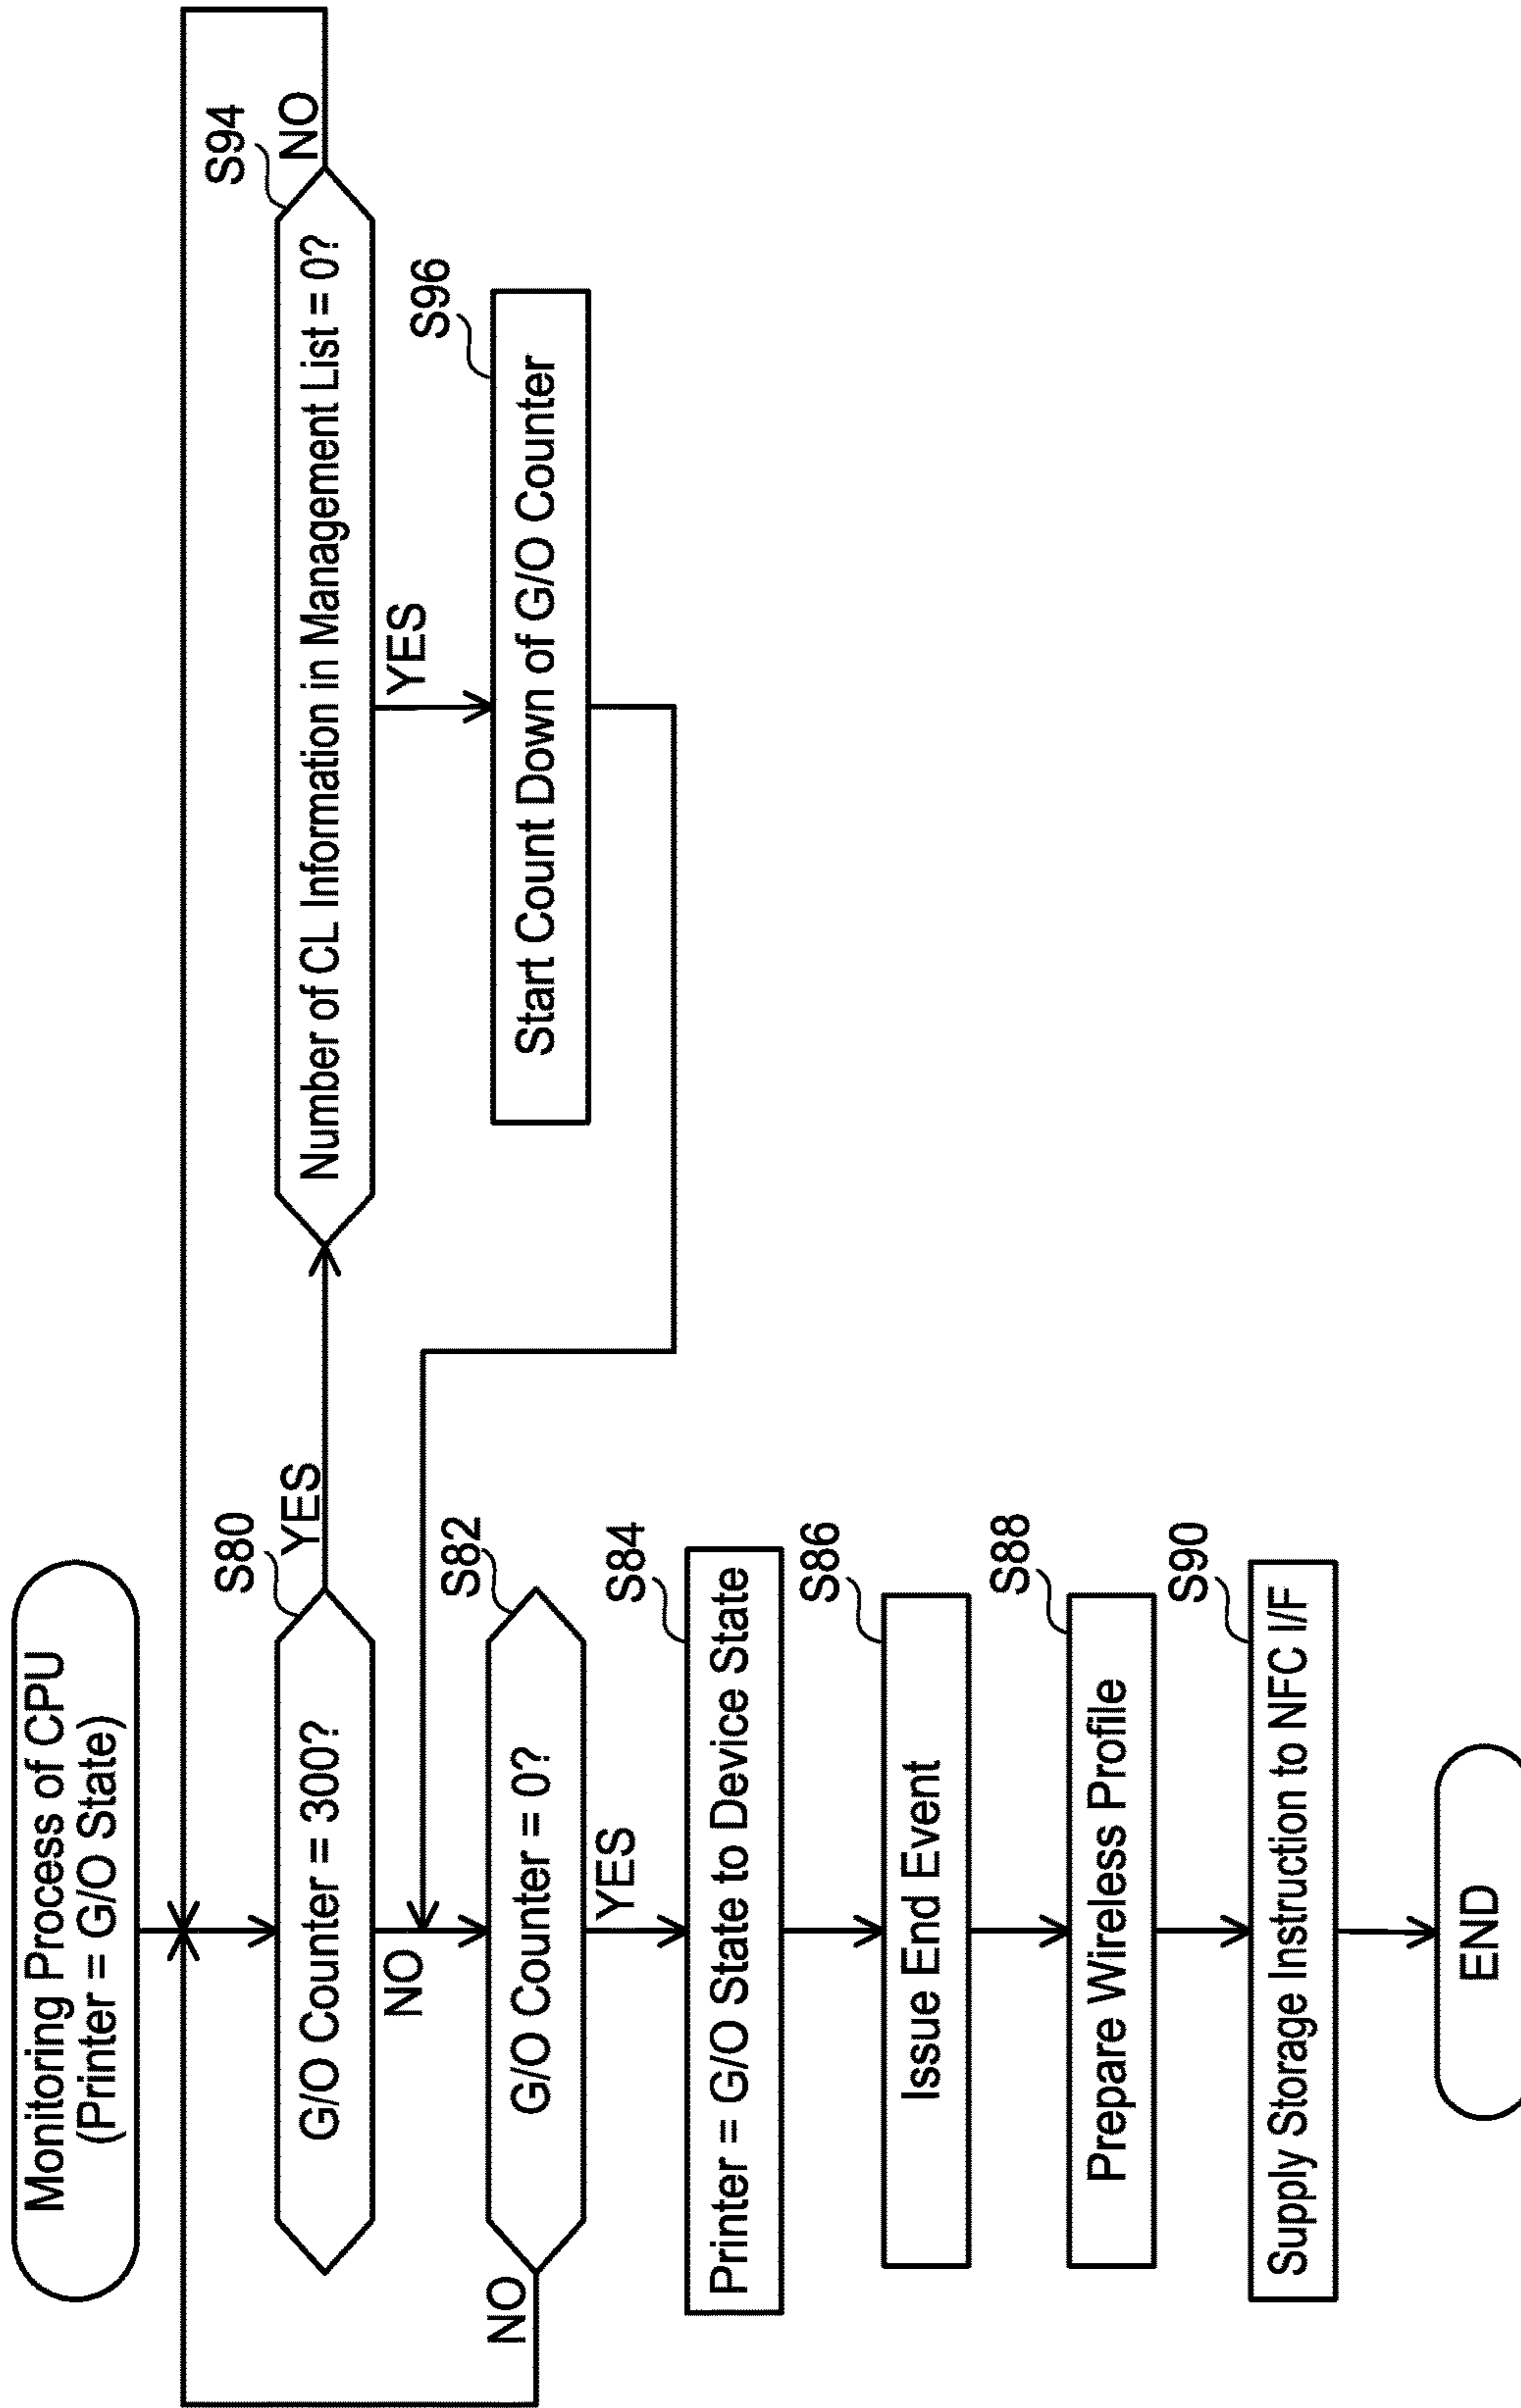 Monitoring Process of CPU
(Printer = G/O State)
S80
G/O Counter = 300?
YES
NO
S94
Number of CL Information in Management List = 0?
NO
YES
S96
Start Count Down of G/O Counter
S82
G/O Counter = 0?
NO
YES
S84
Printer = G/O State to Device State
S86
Issue End Event
S88
Prepare Wireless Profile
S90
Supply Storage Instruction to NFC I/F
END